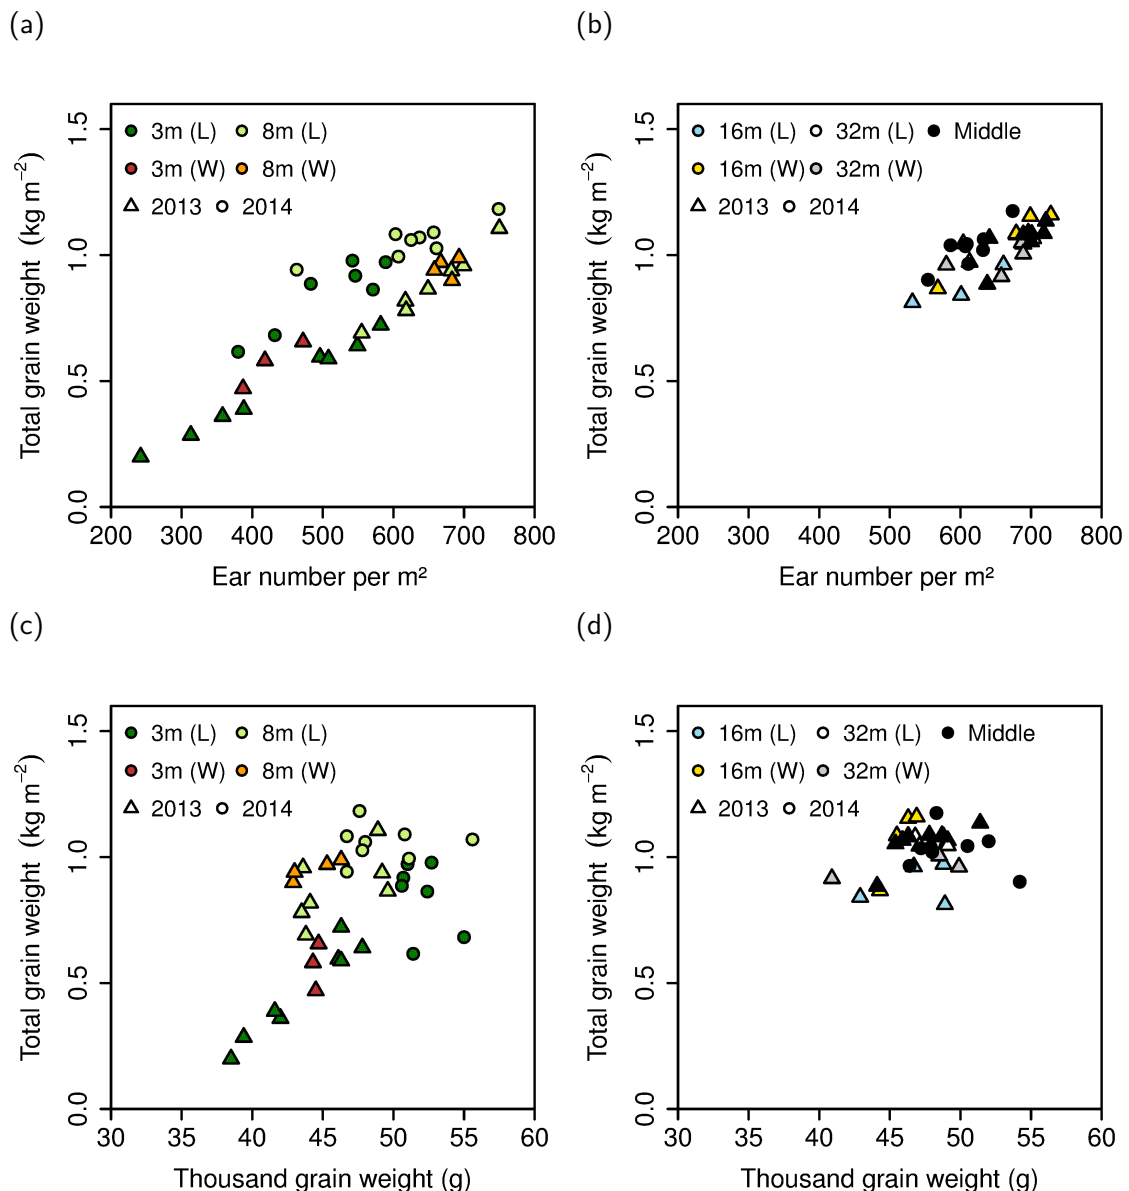 (a)
3m (L) 8m (L)
3m (W) 8m (W)
2013 2014
Total grain weight (kg m⁻²)
0.0 0.5 1.0 1.5
200 300 400 500 600 700 800
Ear number per m²
(b)
16m (L) 32m (L) Middle
16m (W) 32m (W)
2013 2014
Total grain weight (kg m⁻²)
0.0 0.5 1.0 1.5
200 300 400 500 600 700 800
Ear number per m²
(c)
3m (L) 8m (L)
3m (W) 8m (W)
2013 2014
Total grain weight (kg m⁻²)
0.0 0.5 1.0 1.5
30 35 40 45 50 55 60
Thousand grain weight (g)
(d)
16m (L) 32m (L) Middle
16m (W) 32m (W)
2013 2014
Total grain weight (kg m⁻²)
0.0 0.5 1.0 1.5
30 35 40 45 50 55 60
Thousand grain weight (g)